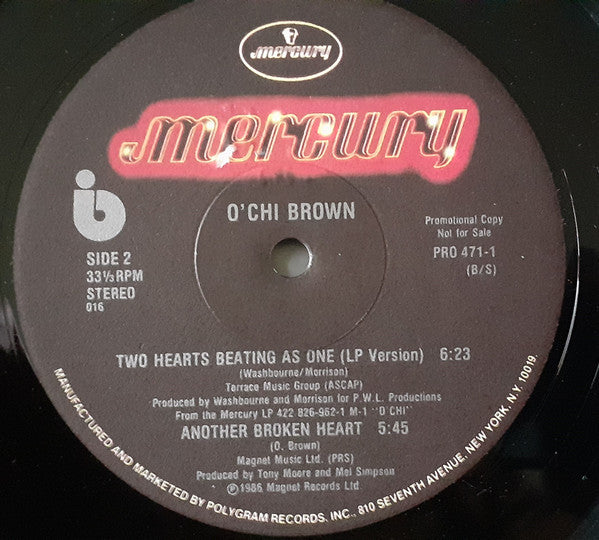 mercury
mercury
O'CHI BROWN
Promotional Copy
Not for Sale
PRO 471-1
(B/S)
ib
SIDE 2
33⅓ RPM
STEREO
016
TWO HEARTS BEATING AS ONE (LP Version) 6:23
(Washbourne/Morrison)
Terrace Music Group (ASCAP)
Produced by Washbourne and Morrison for P.W.L. Productions
From the Mercury LP 422 826-962-1 M-1 "O'CHI"
ANOTHER BROKEN HEART 5:45
(O. Brown)
Magnet Music Ltd. (PRS)
Produced by Tony Moore and Mel Simpson
℗1986 Magnet Records Ltd.
MANUFACTURED AND MARKETED BY POLYGRAM RECORDS, INC., 810 SEVENTH AVENUE, NEW YORK, N.Y. 10019.